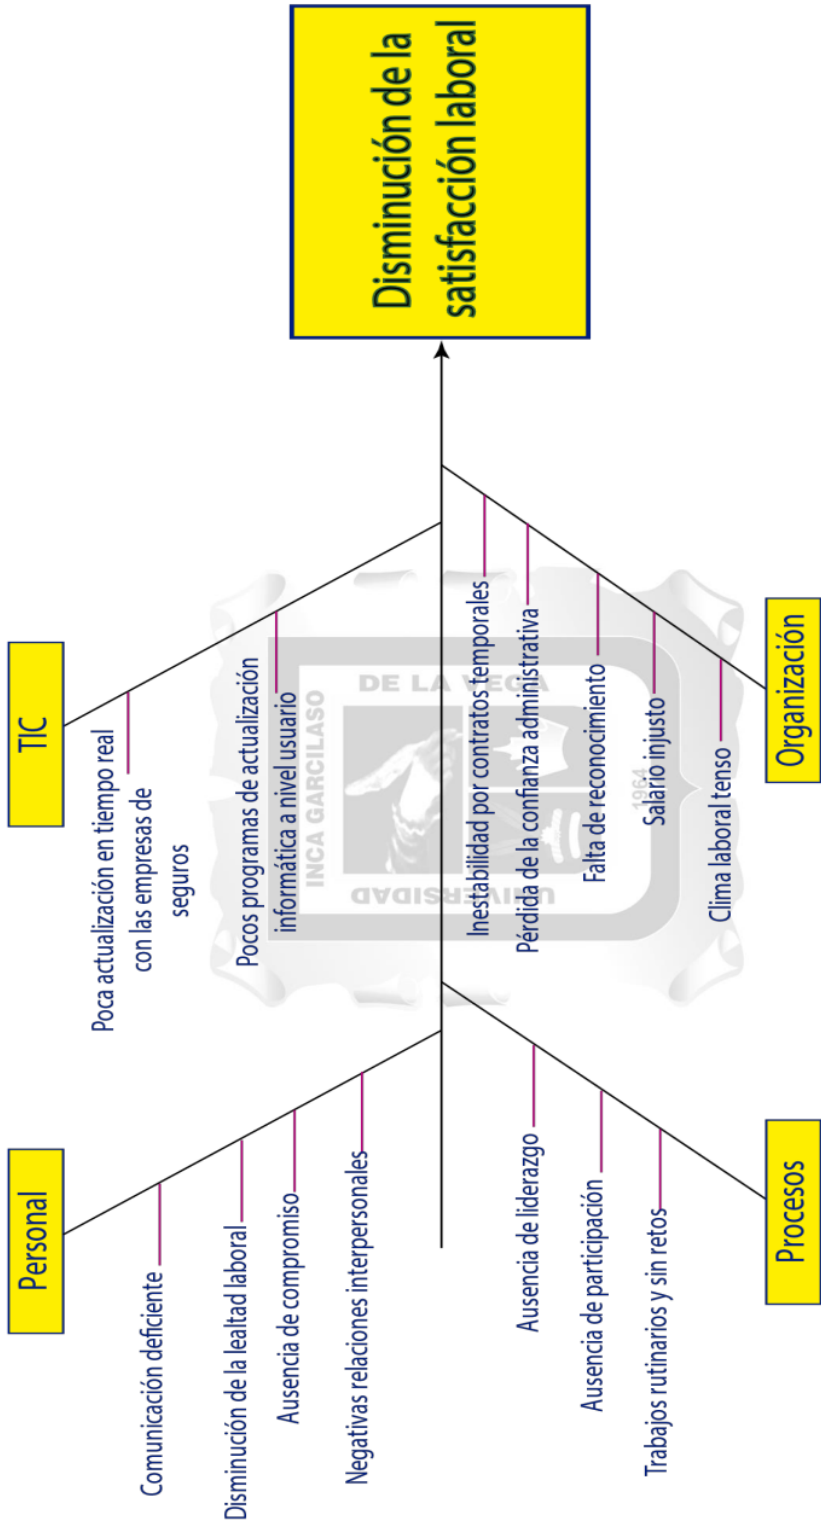 Personal
TIC
Comunicación deficiente
Disminución de la lealtad laboral
Ausencia de compromiso
Negativas relaciones interpersonales
Poca actualización en tiempo real
con las empresas de
seguros
Pocos programas de actualización
informática a nivel usuario
Disminución de la
satisfacción laboral
Ausencia de liderazgo
Ausencia de participación
Trabajos rutinarios y sin retos
Inestabilidad por contratos temporales
Pérdida de la confianza administrativa
Falta de reconocimiento
Salario injusto
Clima laboral tenso
Procesos
Organización
UNIVERSIDAD
INCA GARCILASO
DE LA VEGA
1964